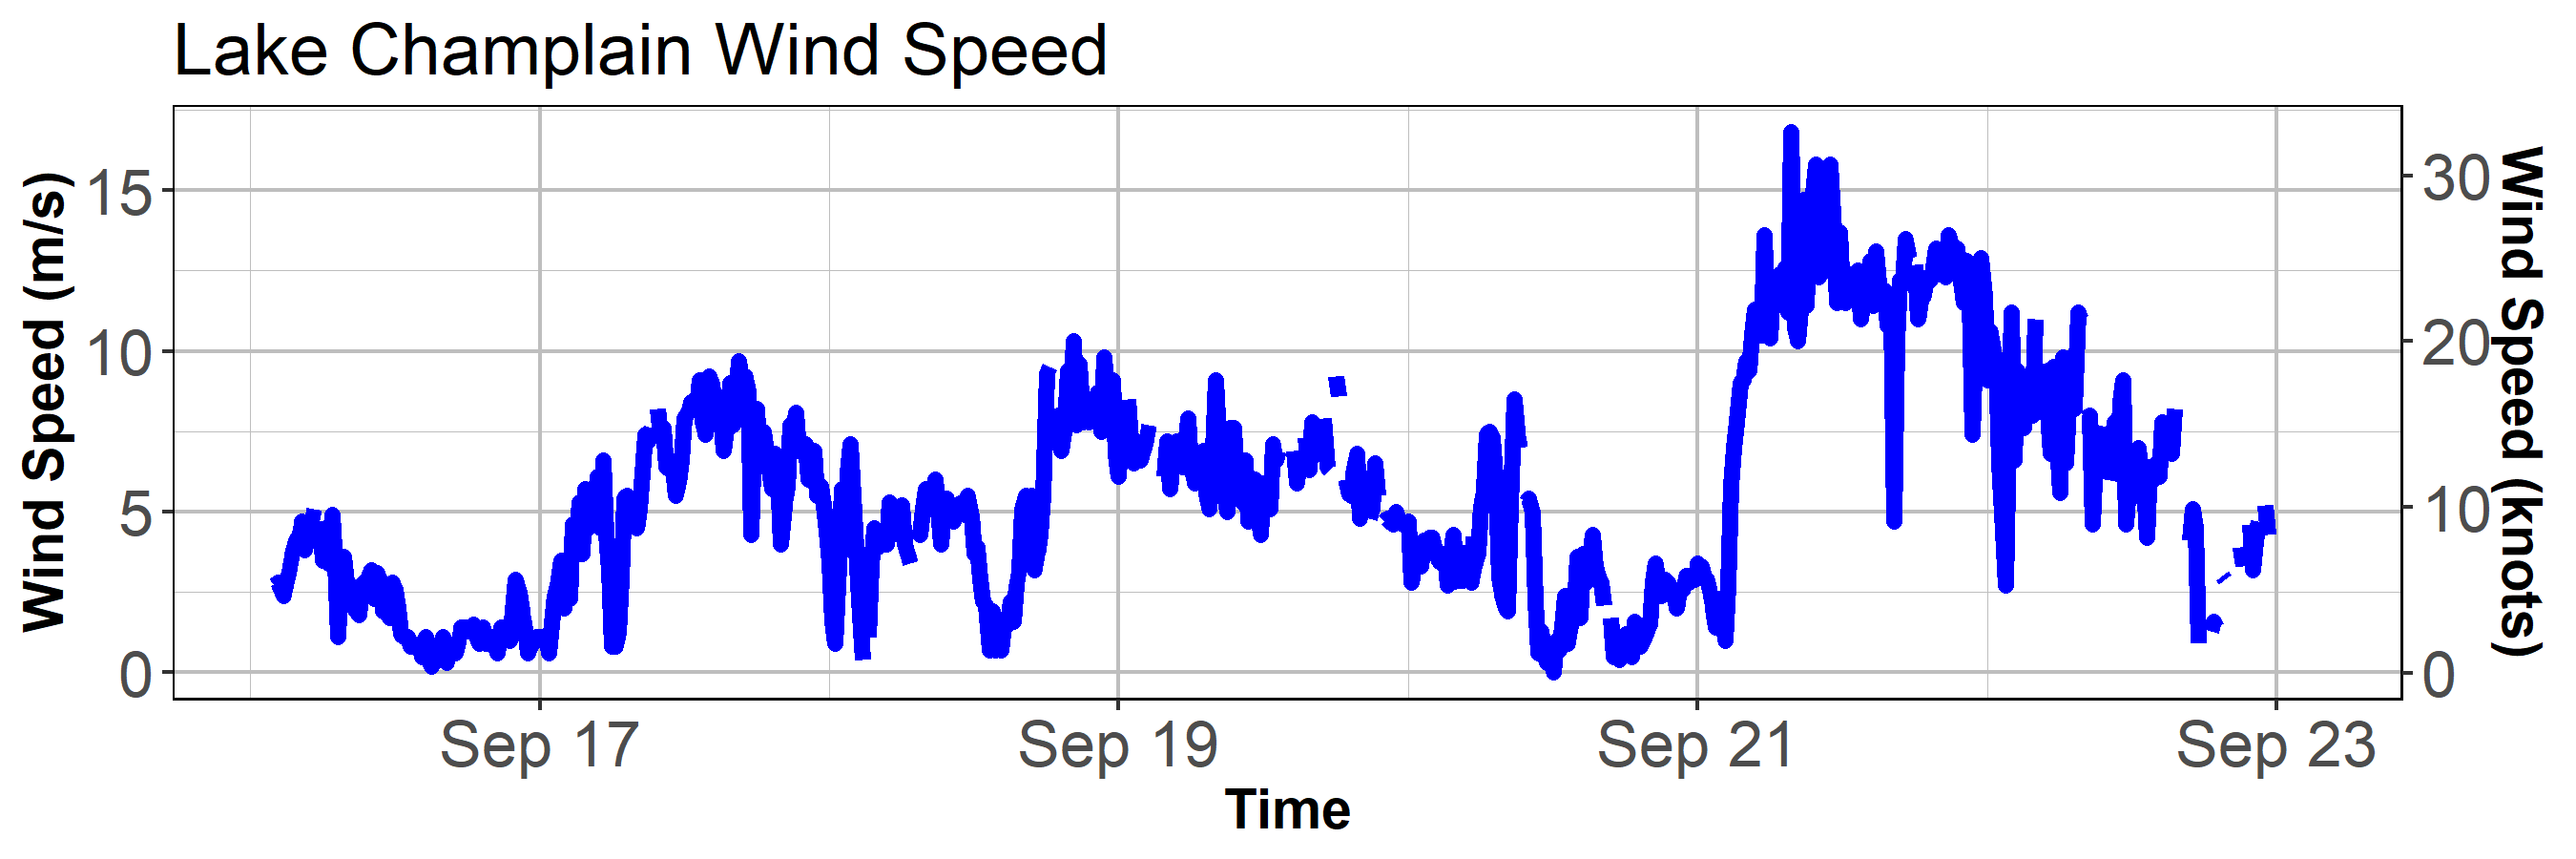 Lake Champlain Wind Speed
Wind Speed (m/s)
15
10
5
0
30
20
10
0
Wind Speed (knots)
Sep 17 Sep 19 Sep 21 Sep 23
Time